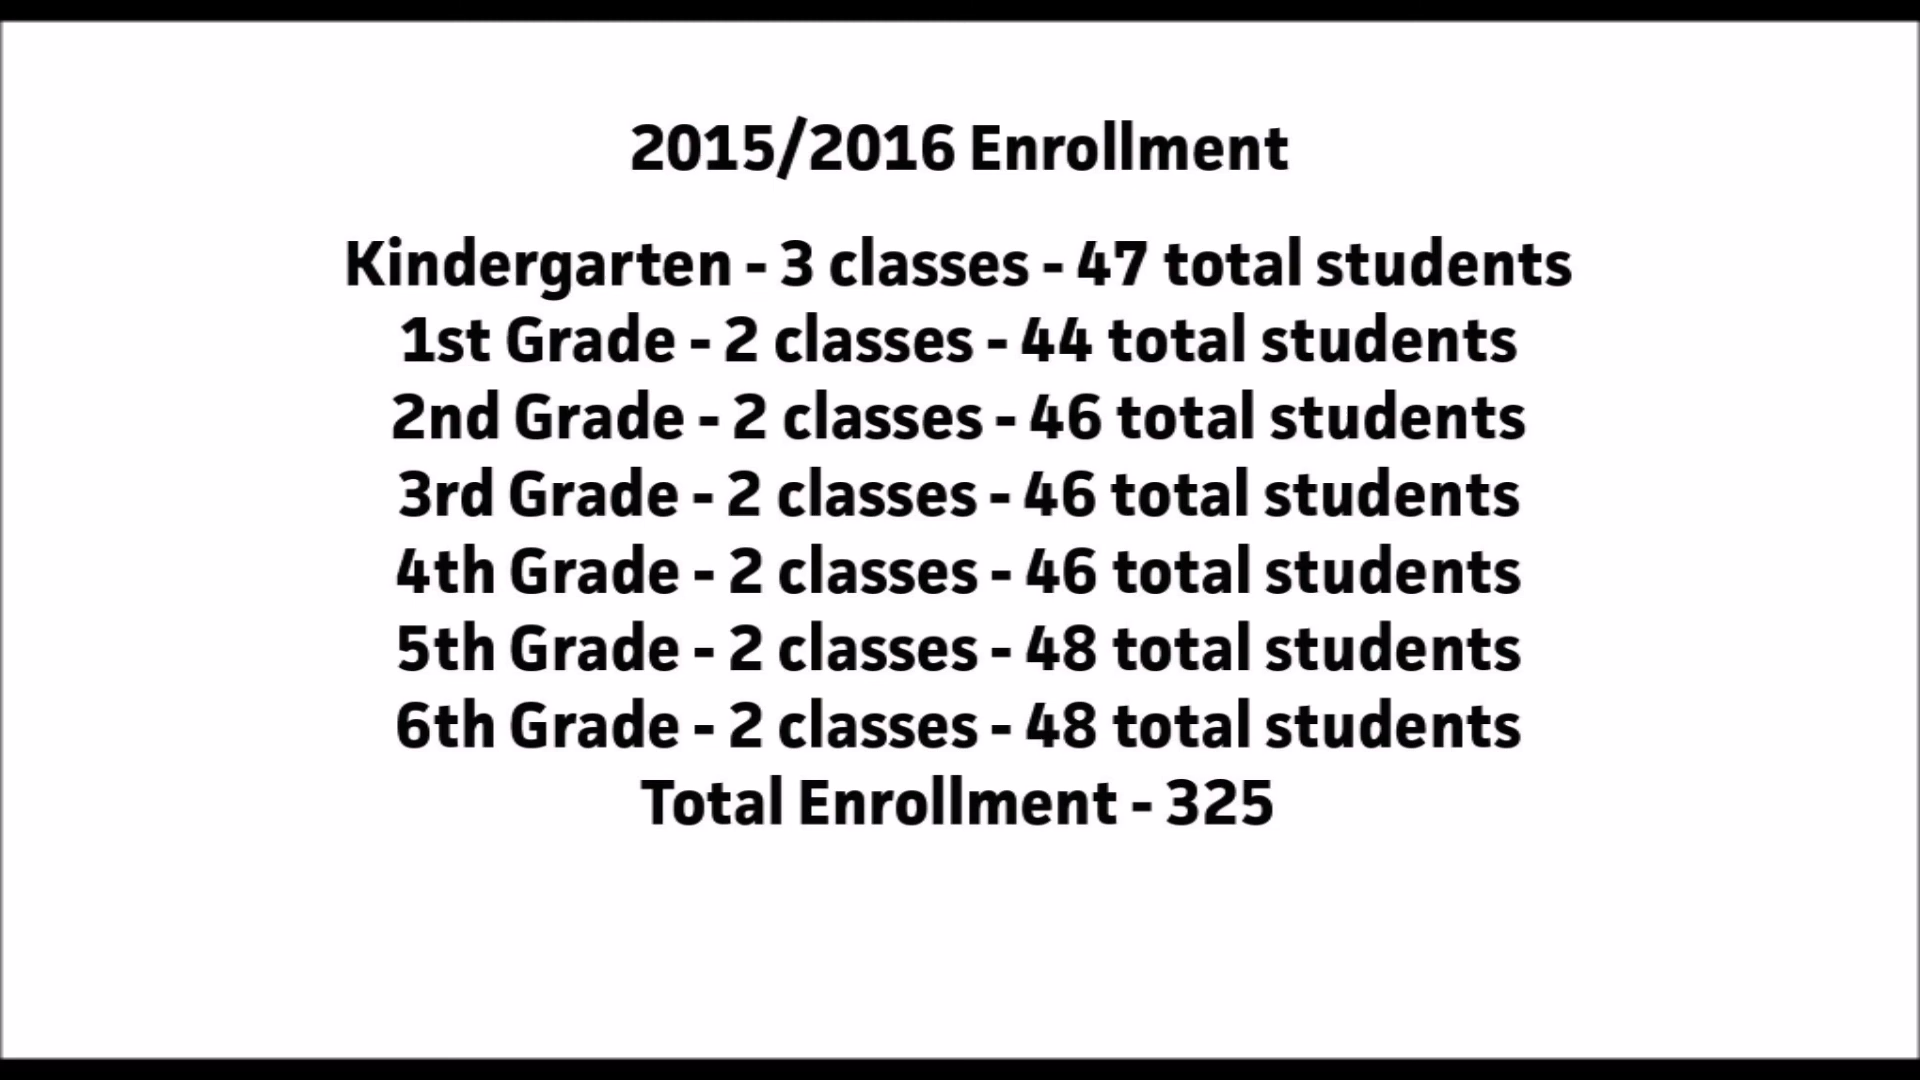 2015/2016 Enrollment
Kindergarten - 3 classes - 47 total students
1st Grade - 2 classes - 44 total students
2nd Grade - 2 classes - 46 total students
3rd Grade - 2 classes - 46 total students
4th Grade - 2 classes - 46 total students
5th Grade - 2 classes - 48 total students
6th Grade - 2 classes - 48 total students
Total Enrollment - 325